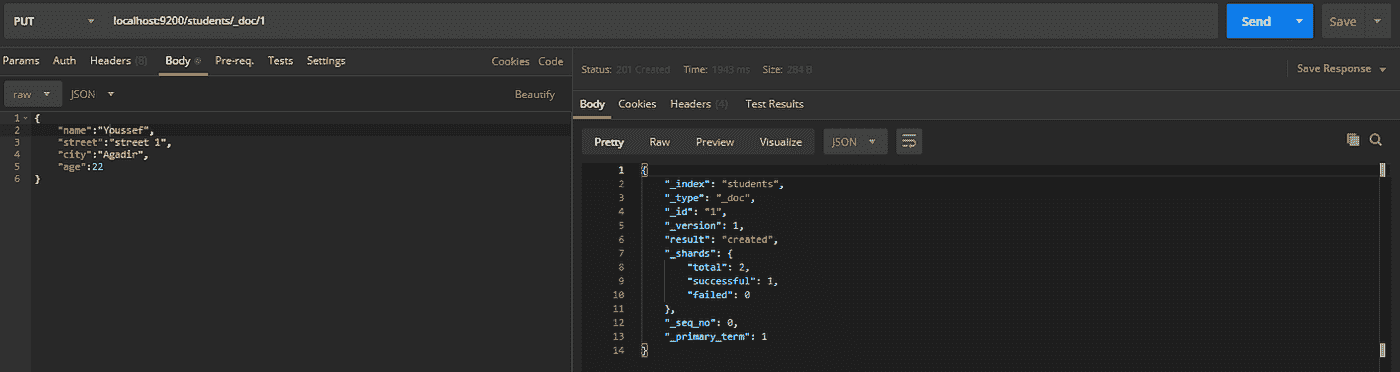 PUT localhost:9200/students/_doc/1 Send Save
Params Auth Headers (8) Body Pre-req. Tests Settings Cookies Code
raw JSON Beautify
1 {
2 "name":"Youssef",
3 "street":"street 1",
4 "city":"Agadir",
5 "age":22
6 }
Status: 201 Created Time: 1943 ms Size: 284 B Save Response
Body Cookies Headers (4) Test Results
Pretty Raw Preview Visualize JSON
1 {
2 "_index": "students",
3 "_type": "_doc",
4 "_id": "1",
5 "_version": 1,
6 "result": "created",
7 "_shards": {
8 "total": 2,
9 "successful": 1,
10 "failed": 0
11 },
12 "_seq_no": 0,
13 "_primary_term": 1
14 }